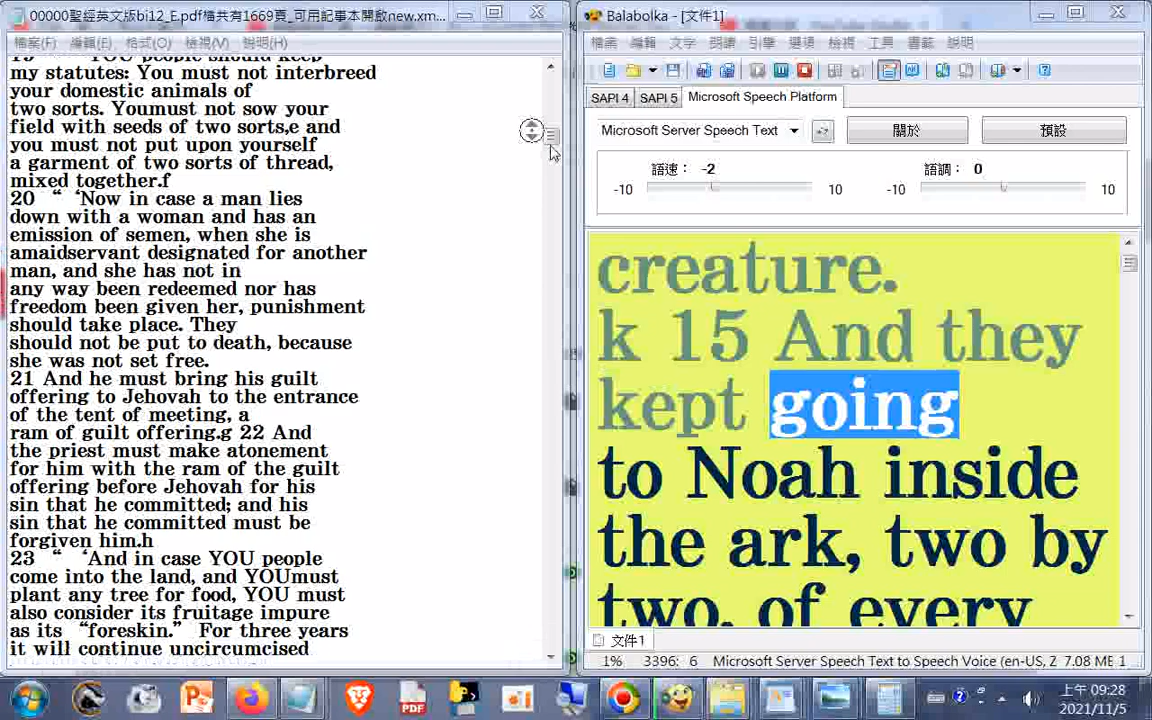 00000聖經英文版bi12_E.pdf檔共有1669頁_可用記事本開啟new.xm...
檔案(F) 編輯(E) 格式(O) 檢視(V) 說明(H)
19 " 'YOU people should keep
my statutes: You must not interbreed
your domestic animals of
two sorts. Youmust not sow your
field with seeds of two sorts,e and
you must not put upon yourself
a garment of two sorts of thread,
mixed together.f
20 “ ‘Now in case a man lies
down with a woman and has an
emission of semen, when she is
amaidservant designated for another
man, and she has not in
any way been redeemed nor has
freedom been given her, punishment
should take place. They
should not be put to death, because
she was not set free.
21 And he must bring his guilt
offering to Jehovah to the entrance
of the tent of meeting, a
ram of guilt offering.g 22 And
the priest must make atonement
for him with the ram of the guilt
offering before Jehovah for his
sin that he committed; and his
sin that he committed must be
forgiven him.h
23 “ ‘And in case YOU people
come into the land, and YOUmust
plant any tree for food, YOU must
also consider its fruitage impure
as its “foreskin.” For three years
it will continue uncircumcised
Balabolka - [文件1]
檔案 編輯 文字 朗讀 引擎 選項 檢視 工具 書籤 說明
SAPI 4 SAPI 5 Microsoft Speech Platform
Microsoft Server Speech Text 關於 預設
語速： -2 語調： 0
-10 10 -10 10
creature.
k 15 And they
kept going
to Noah inside
the ark, two by
two, of every
文件1
1% 3396: 6 Microsoft Server Speech Text to Speech Voice (en-US, Z 7.08 ME 1
PDF
上午 09:28
2021/11/5